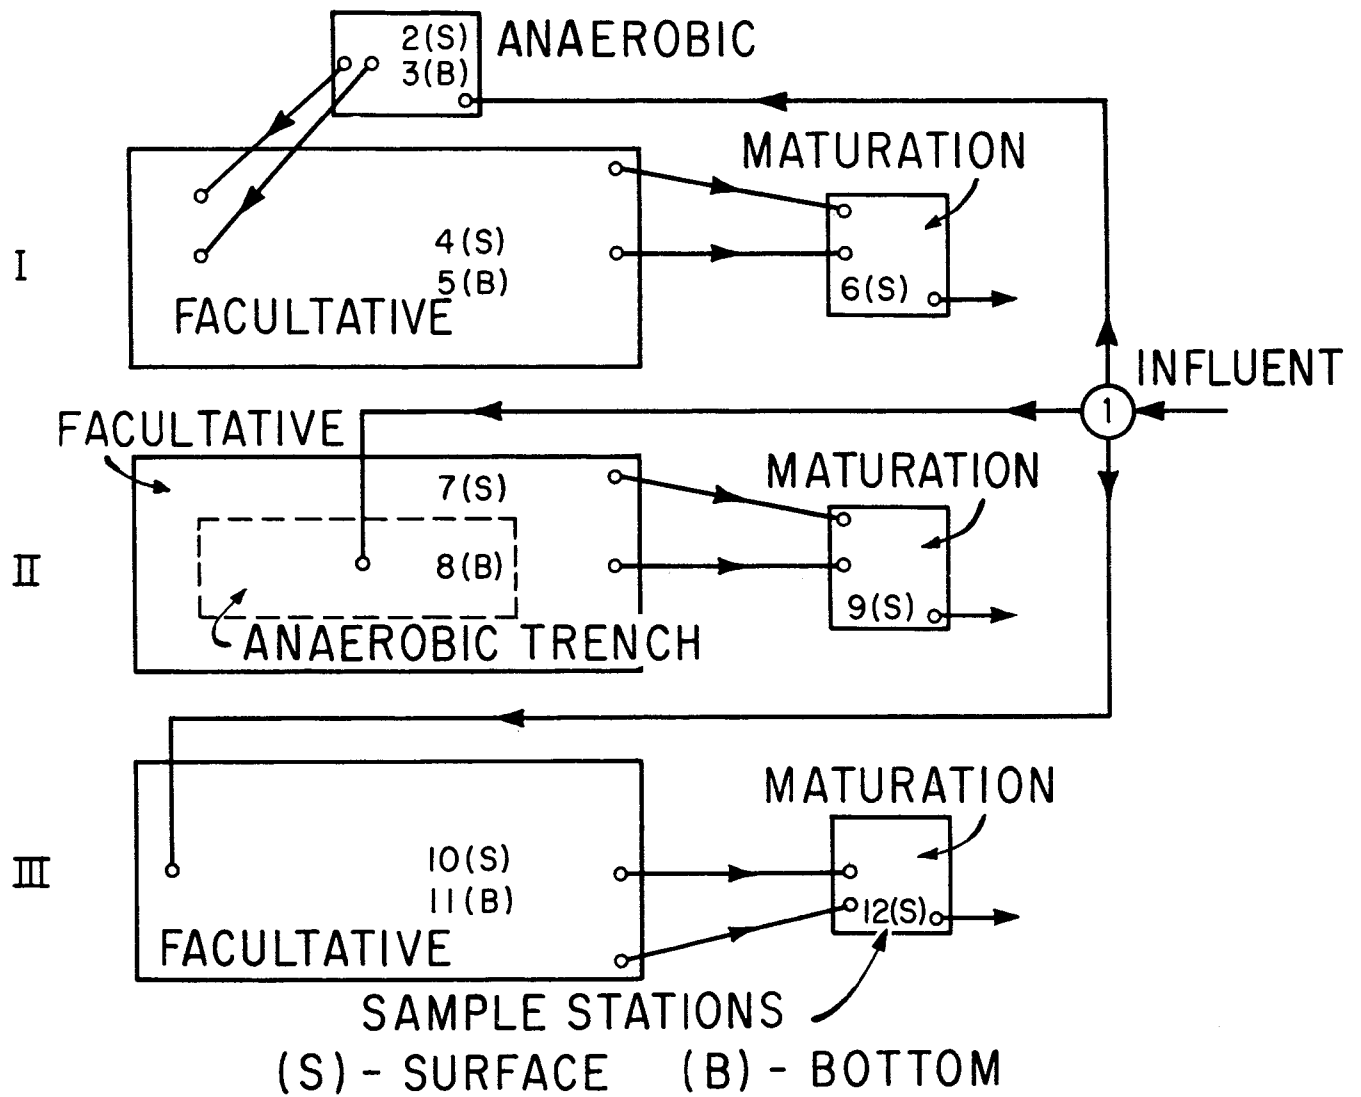 2(S)
3(B)
ANAEROBIC
MATURATION
I
4(S)
5(B)
6(S)
FACULTATIVE
INFLUENT
1
FACULTATIVE
7(S)
MATURATION
II
8(B)
9(S)
ANAEROBIC TRENCH
MATURATION
III
10(S)
11(B)
12(S)
FACULTATIVE
SAMPLE STATIONS
(S) - SURFACE (B) - BOTTOM